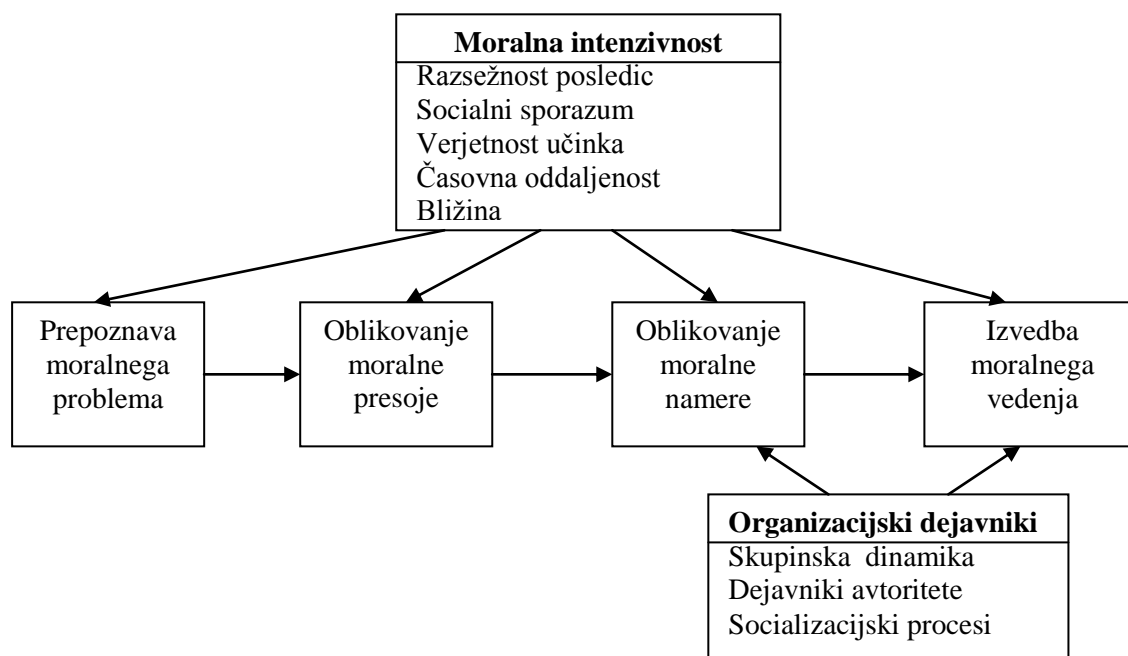 Moralna intenzivnost
Razsežnost posledic
Socialni sporazum
Verjetnost učinka
Časovna oddaljenost
Bližina
Prepoznava
moralnega
problema
Oblikovanje
moralne
presoje
Oblikovanje
moralne
namere
Izvedba
moralnega
vedenja
Organizacijski dejavniki
Skupinska dinamika
Dejavniki avtoritete
Socializacijski procesi